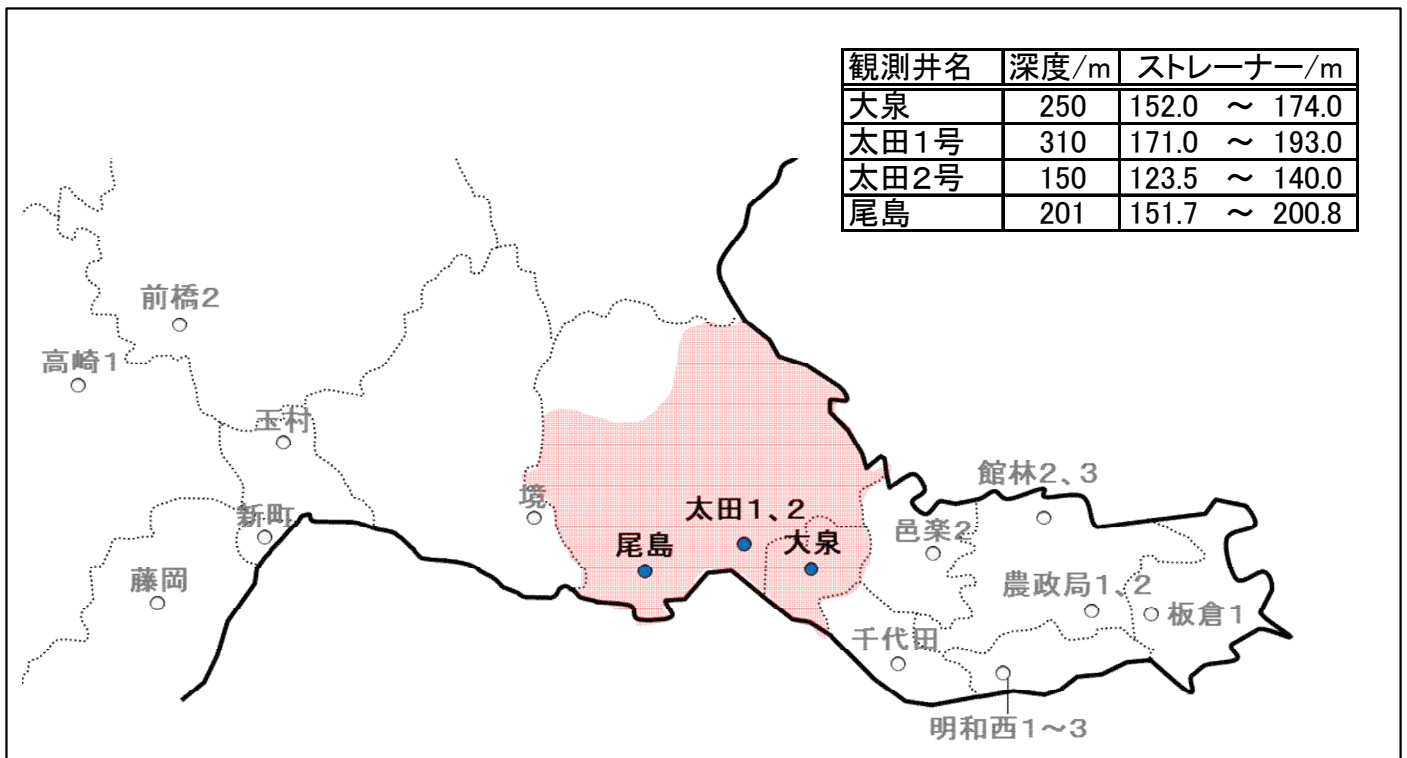 観測井名 深度/m ストレーナー/m
大泉 250 152.0 ～ 174.0
太田1号 310 171.0 ～ 193.0
太田２号 150 123.5 ～ 140.0
尾島 201 151.7 ～ 200.8
前橋2
高崎1
玉村
館林2、3
境
太田1、2
新町
邑楽2
尾島
大泉
藤岡
農政局1、2
板倉1
千代田
明和西1～3